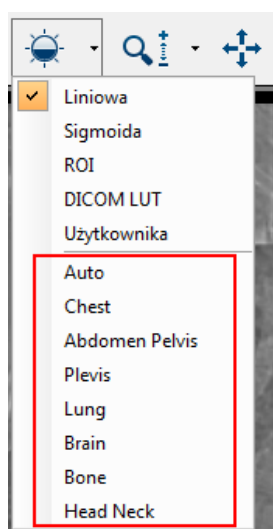 Liniowa
Sigmoida
ROI
DICOM LUT
Użytkownika
Auto
Chest
Abdomen Pelvis
Plevis
Lung
Brain
Bone
Head Neck